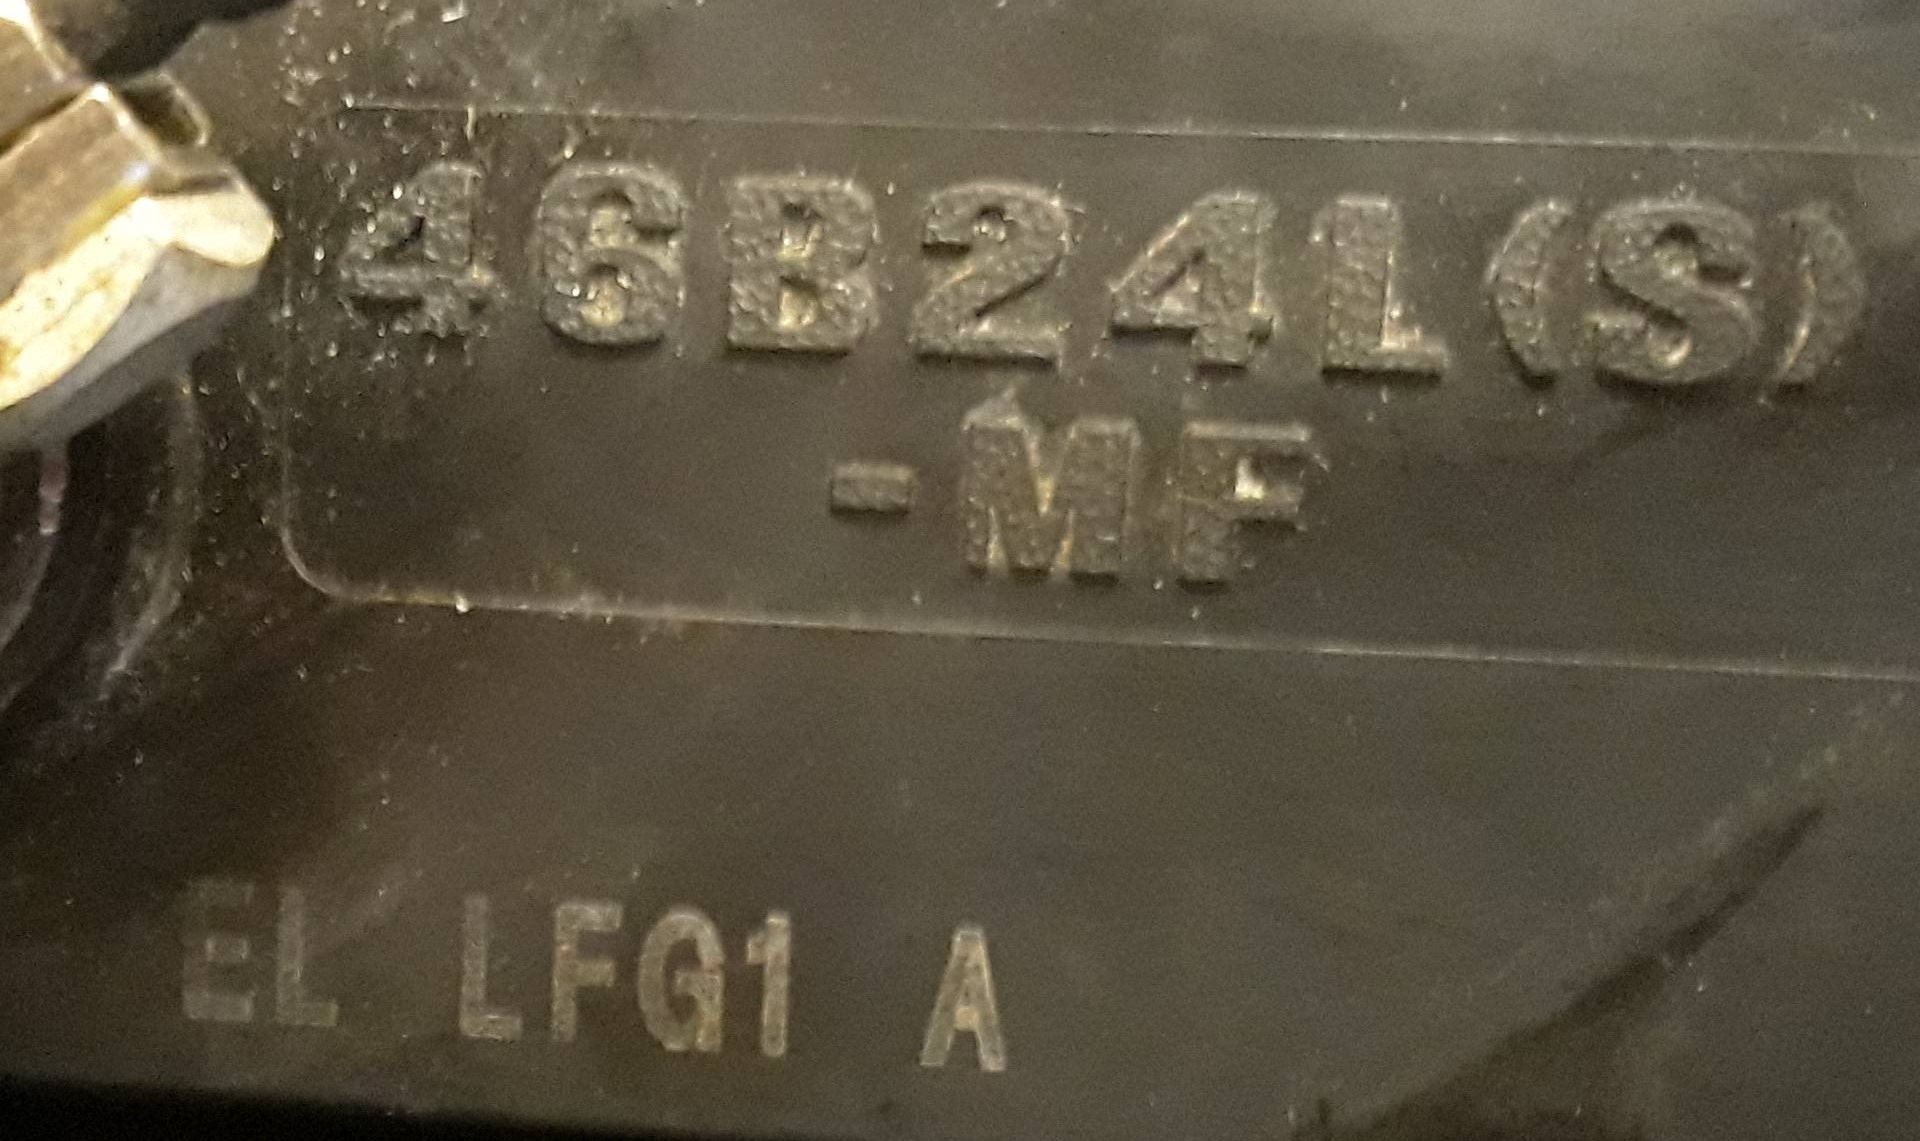 46B24L(S)
-MF
EL LFG1 A